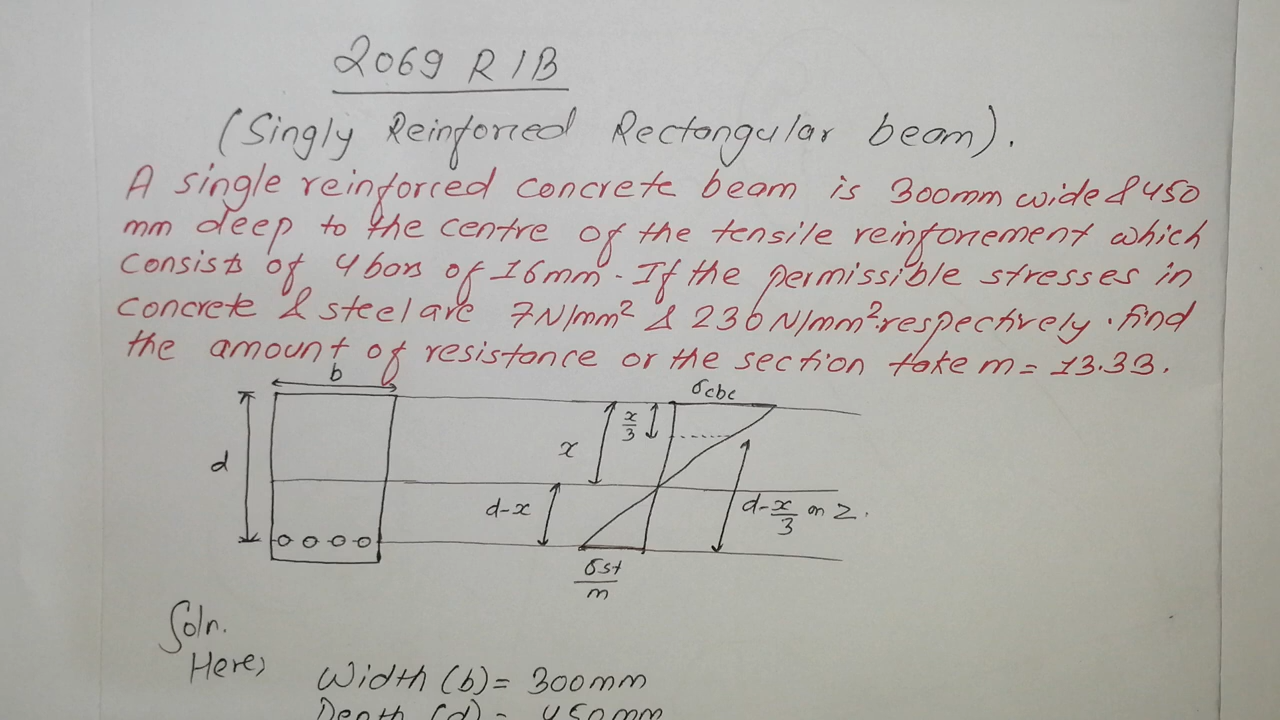 2069 R/B
(Singly Reinforced Rectangular beam).
A single reinforced concrete beam is 300mm wide & 450
mm deep to the centre of the tensile reinforcement which
consists of 4 bars of 16mm. If the permissible stresses in
concrete & steel are 7N/mm² & 230N/mm² respectively. find
the amount of resistance or the section take m = 13.33.
b
σcbc
x/3
d
x
d-x
d-x/3 or Z.
σst/m
Soln.
Here,
Width (b) = 300mm
Depth (d) = 450mm